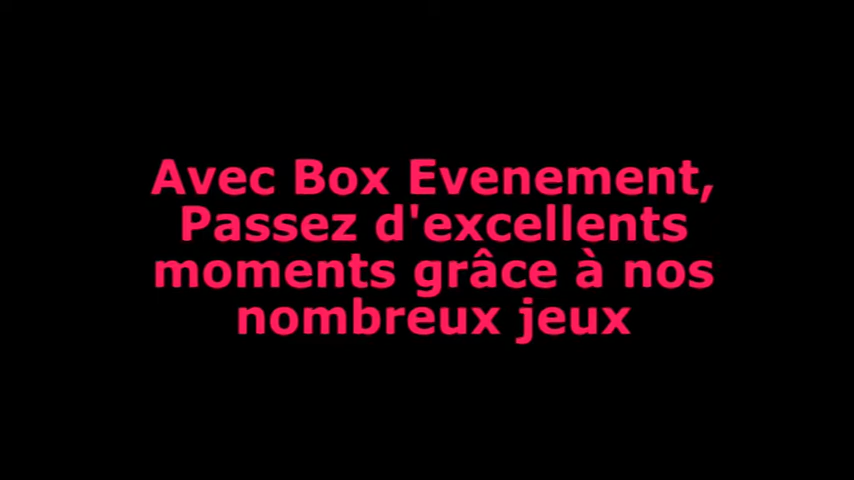 Avec Box Evenement,
Passez d'excellents
moments grâce à nos
nombreux jeux